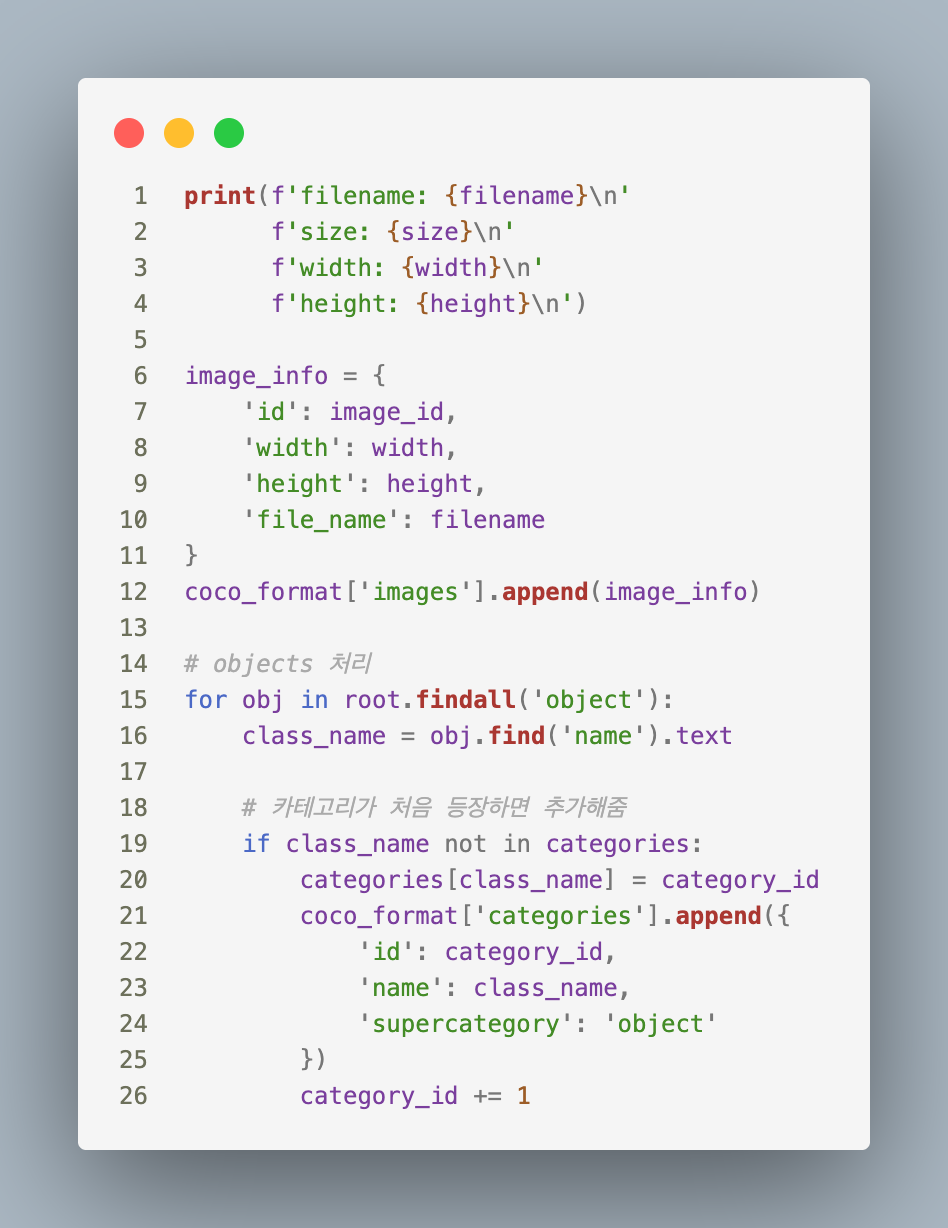 1 print(f'filename: {filename}\n'
2       f'size: {size}\n'
3       f'width: {width}\n'
4       f'height: {height}\n')
5
6 image_info = {
7     'id': image_id,
8     'width': width,
9     'height': height,
10     'file_name': filename
11 }
12 coco_format['images'].append(image_info)
13
14 # objects 처리
15 for obj in root.findall('object'):
16     class_name = obj.find('name').text
17
18     # 카테고리가 처음 등장하면 추가해줌
19     if class_name not in categories:
20         categories[class_name] = category_id
21         coco_format['categories'].append({
22             'id': category_id,
23             'name': class_name,
24             'supercategory': 'object'
25         })
26         category_id += 1